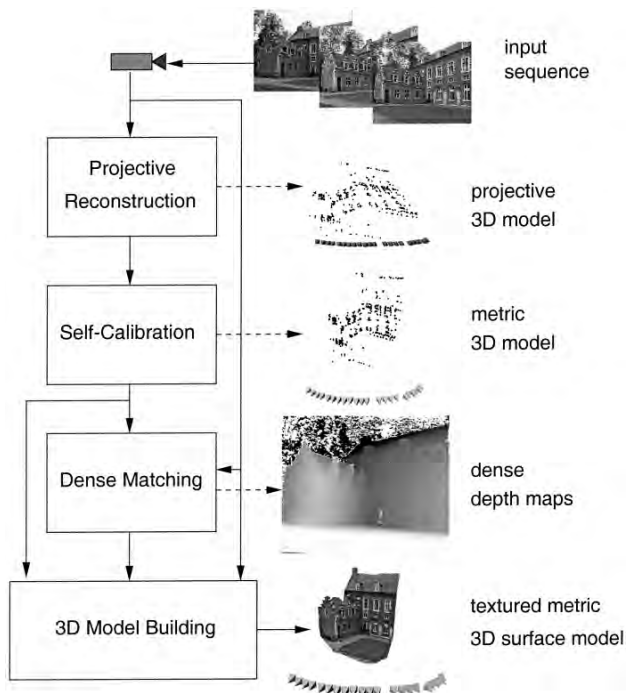 input
sequence
Projective
Reconstruction
projective
3D model
Self-Calibration
metric
3D model
Dense Matching
dense
depth maps
3D Model Building
textured metric
3D surface model